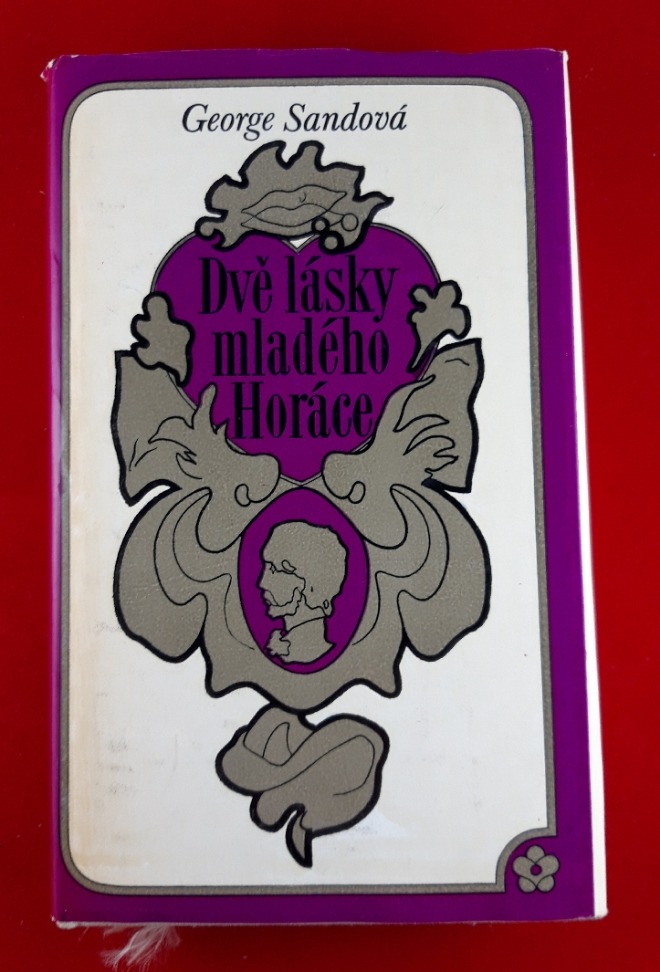 George Sandová
Dvě lásky
mladého
Horáce